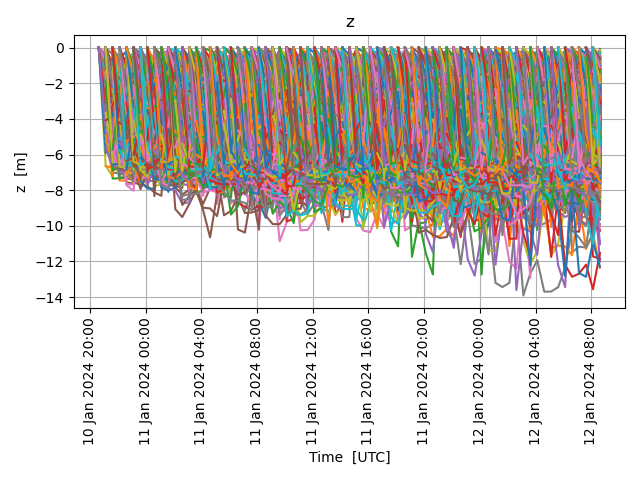 z
0
−2
−4
−6
−8
−10
−12
−14
z [m]
10 Jan 2024 20:00
11 Jan 2024 00:00
11 Jan 2024 04:00
11 Jan 2024 08:00
11 Jan 2024 12:00
11 Jan 2024 16:00
11 Jan 2024 20:00
12 Jan 2024 00:00
12 Jan 2024 04:00
12 Jan 2024 08:00
Time [UTC]